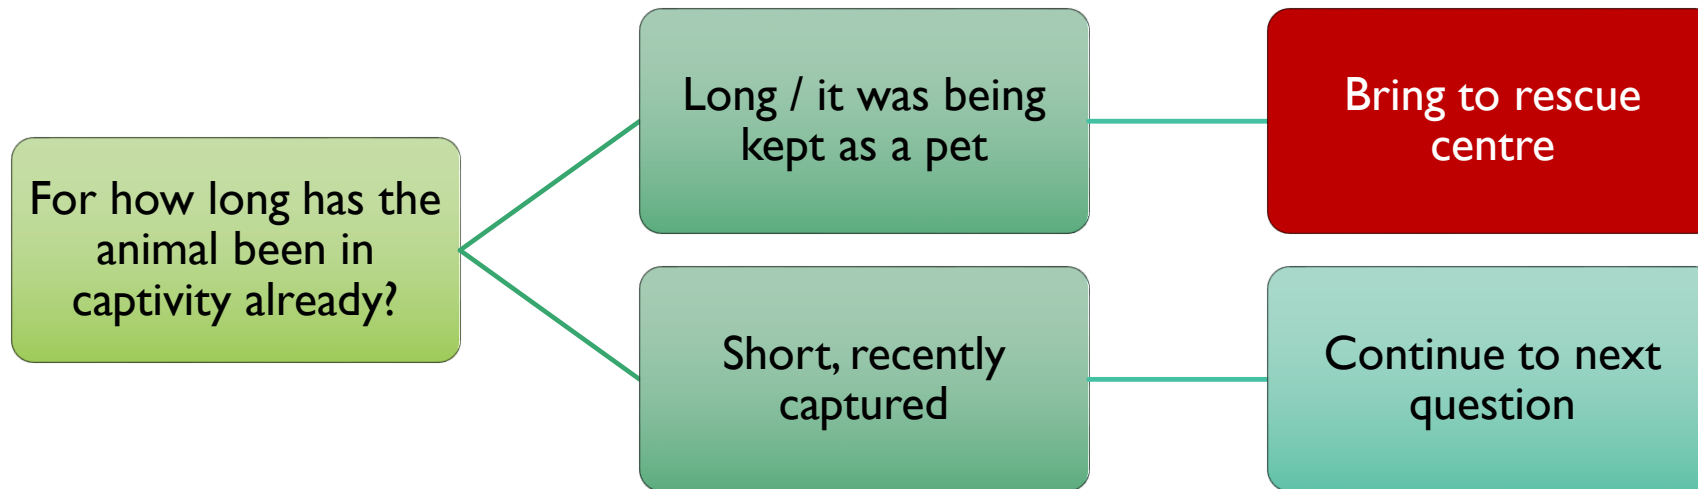 For how long has the
animal been in
captivity already?
Long / it was being
kept as a pet
Bring to rescue
centre
Short, recently
captured
Continue to next
question